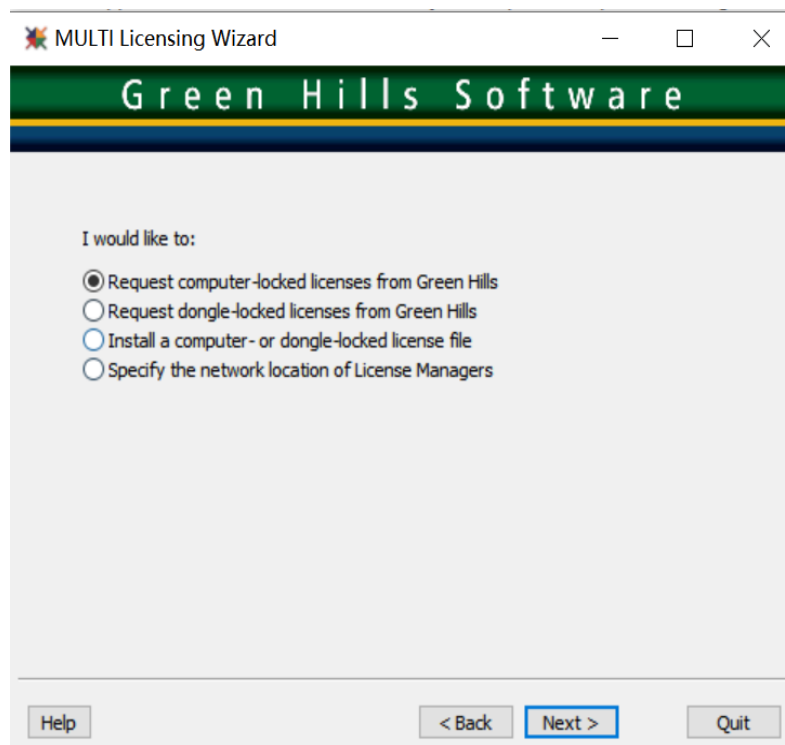 MULTI Licensing Wizard
Green Hills Software
I would like to:
Request computer-locked licenses from Green Hills
Request dongle-locked licenses from Green Hills
Install a computer- or dongle-locked license file
Specify the network location of License Managers
Help
< Back
Next >
Quit